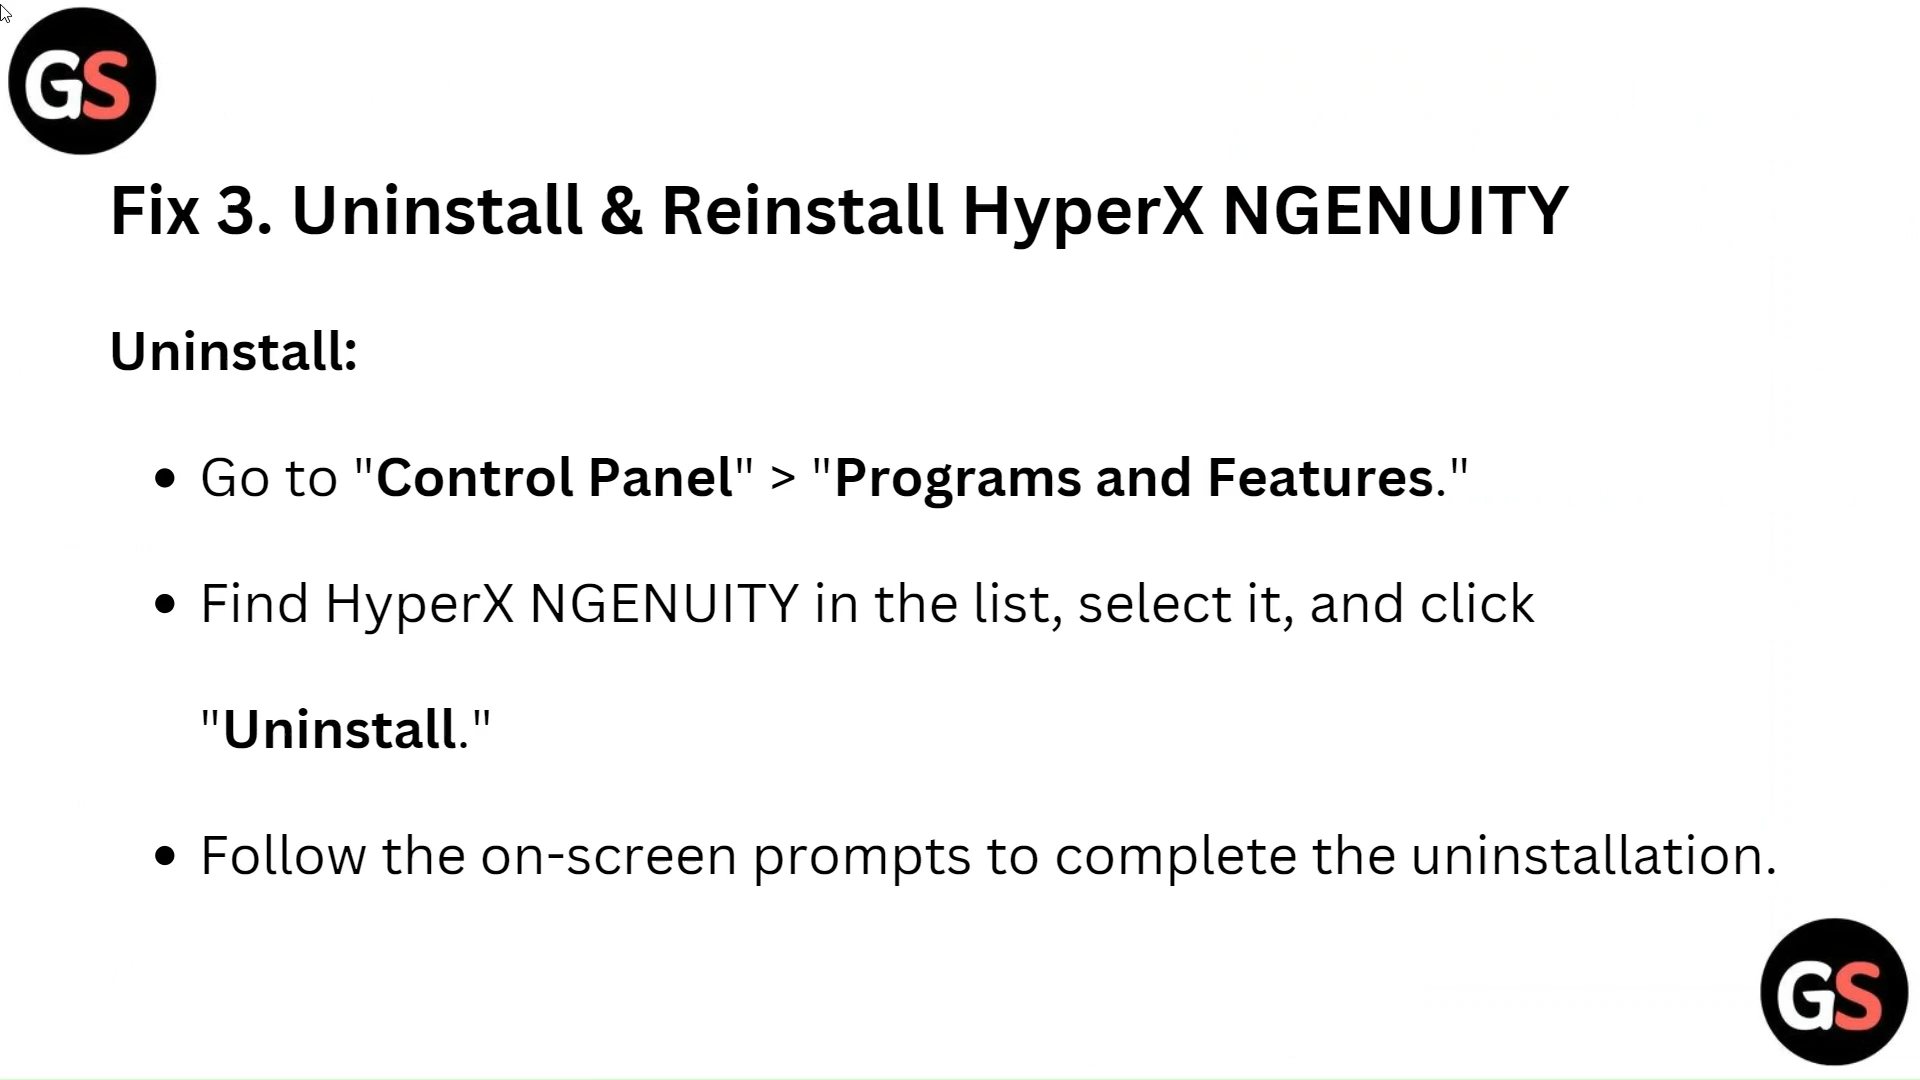 GS
Fix 3. Uninstall & Reinstall HyperX NGENUITY
Uninstall:
• Go to "Control Panel" > "Programs and Features."
• Find HyperX NGENUITY in the list, select it, and click
"Uninstall."
• Follow the on-screen prompts to complete the uninstallation.
GS